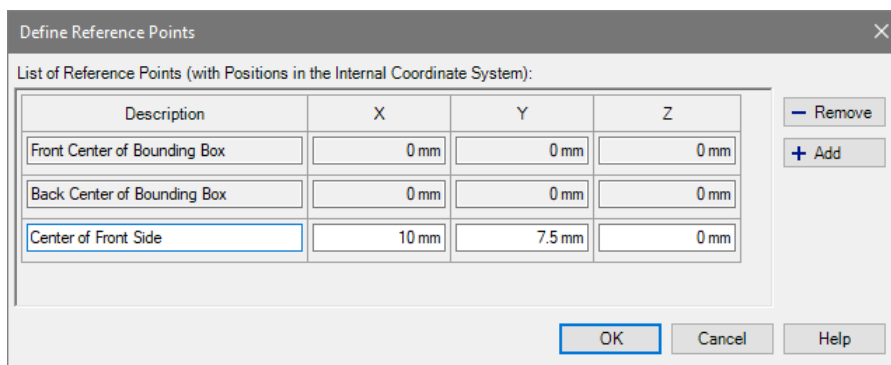 Define Reference Points
List of Reference Points (with Positions in the Internal Coordinate System):
Description X Y Z
Front Center of Bounding Box 0 mm 0 mm 0 mm
Back Center of Bounding Box 0 mm 0 mm 0 mm
Center of Front Side 10 mm 7.5 mm 0 mm
Remove
Add
OK Cancel Help